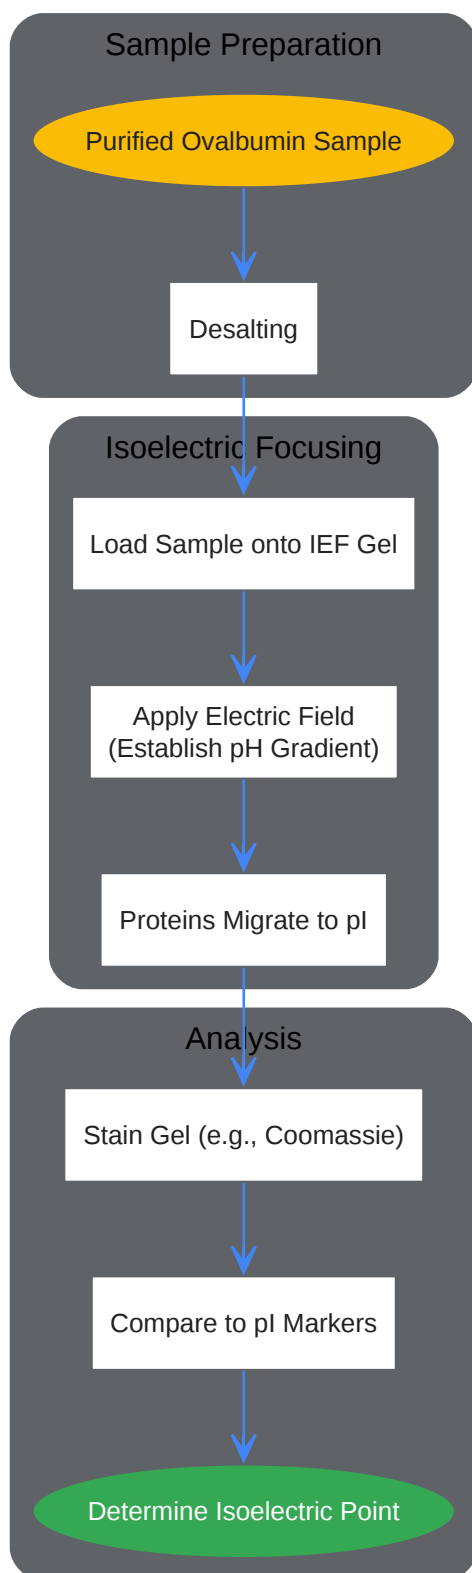 Sample Preparation
Purified Ovalbumin Sample
Desalting
Isoelectric Focusing
Load Sample onto IEF Gel
Apply Electric Field
(Establish pH Gradient)
Proteins Migrate to pI
Analysis
Stain Gel (e.g., Coomassie)
Compare to pI Markers
Determine Isoelectric Point